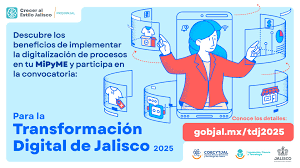 Crecer al
Estilo Jalisco
Descubre los
beneficios de implementar
la digitalización de procesos
en tu MiPyME y participa en
la convocatoria:
Para la
Transformación
Digital de Jalisco 2025
Conoce los detalles:
gobjal.mx/tdj2025
COECYTJAL
JALISCO